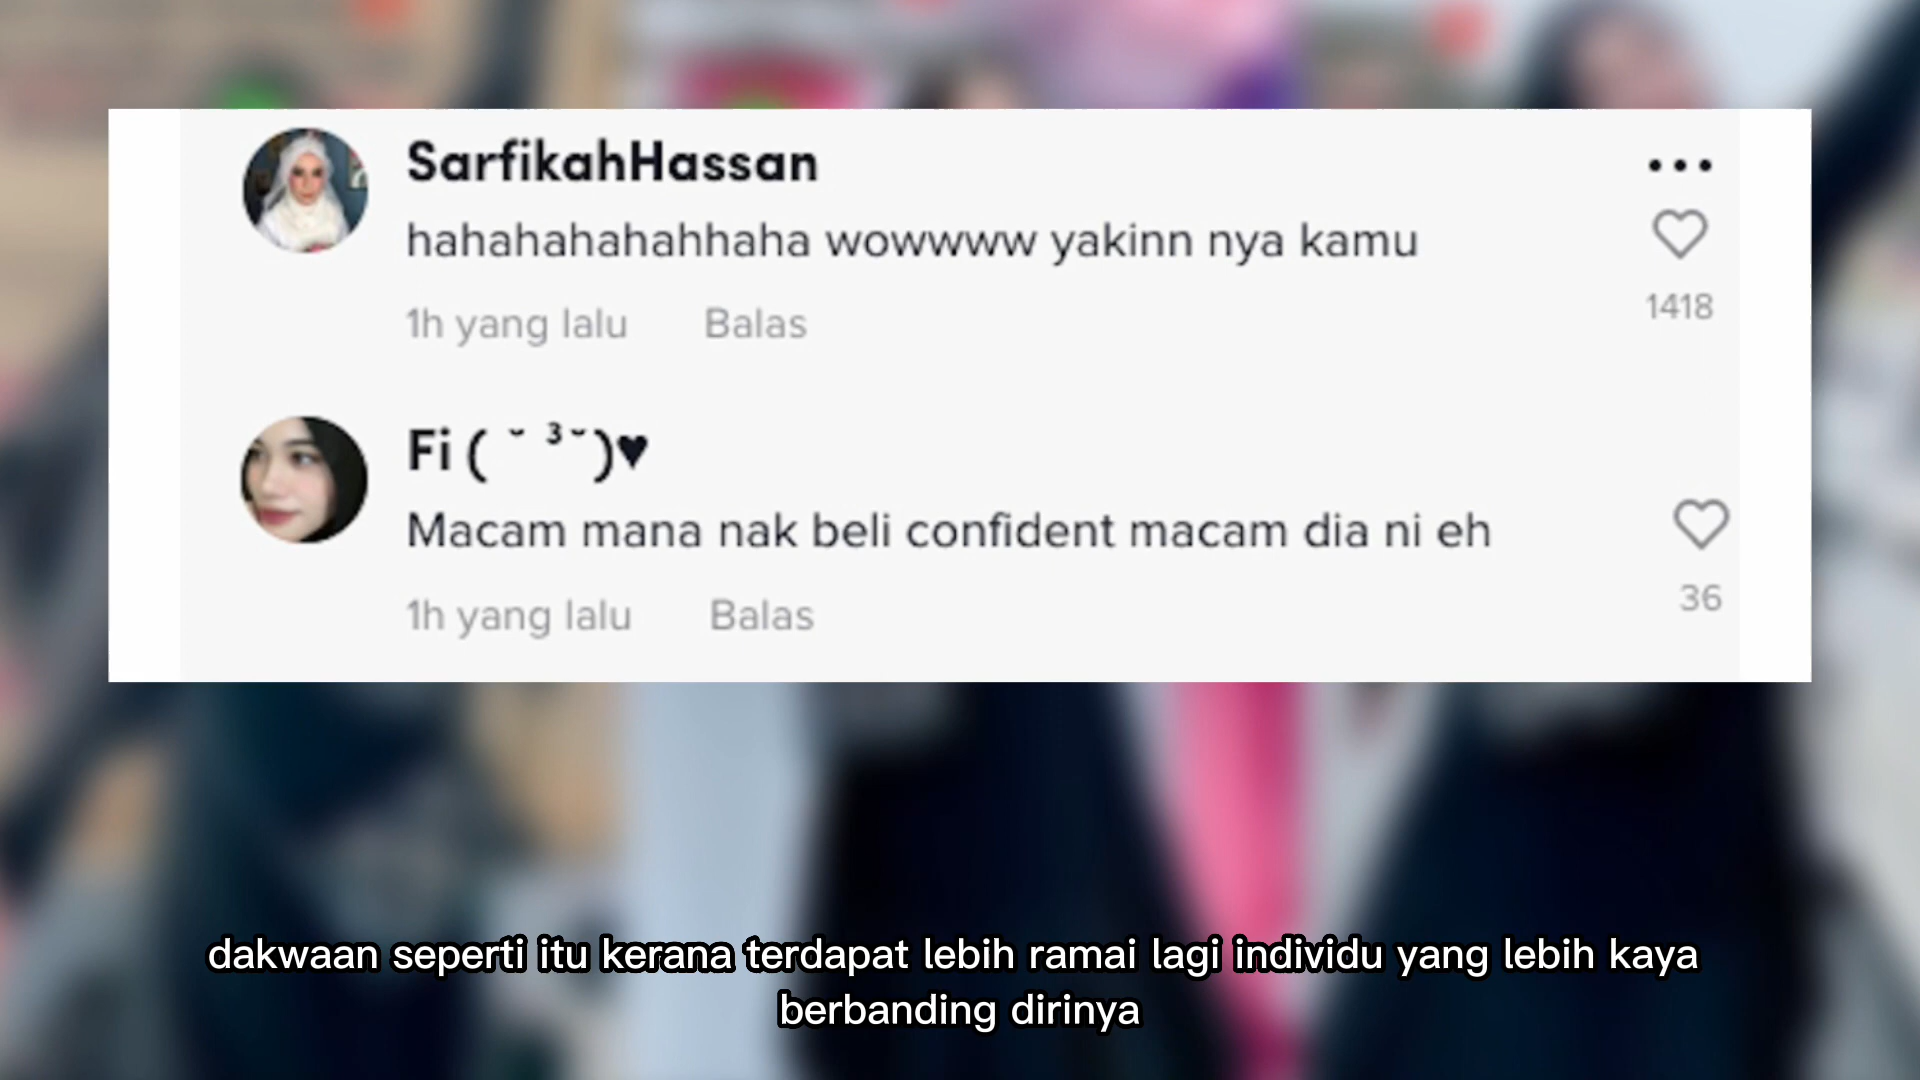 SarfikahHassan
hahahahahahhaha wowwww yakinn nya kamu
1h yang lalu Balas
1418
Fi ( ˘ ³˘)♥
Macam mana nak beli confident macam dia ni eh
1h yang lalu Balas
36
dakwaan seperti itu kerana terdapat lebih ramai lagi individu yang lebih kaya
berbanding dirinya